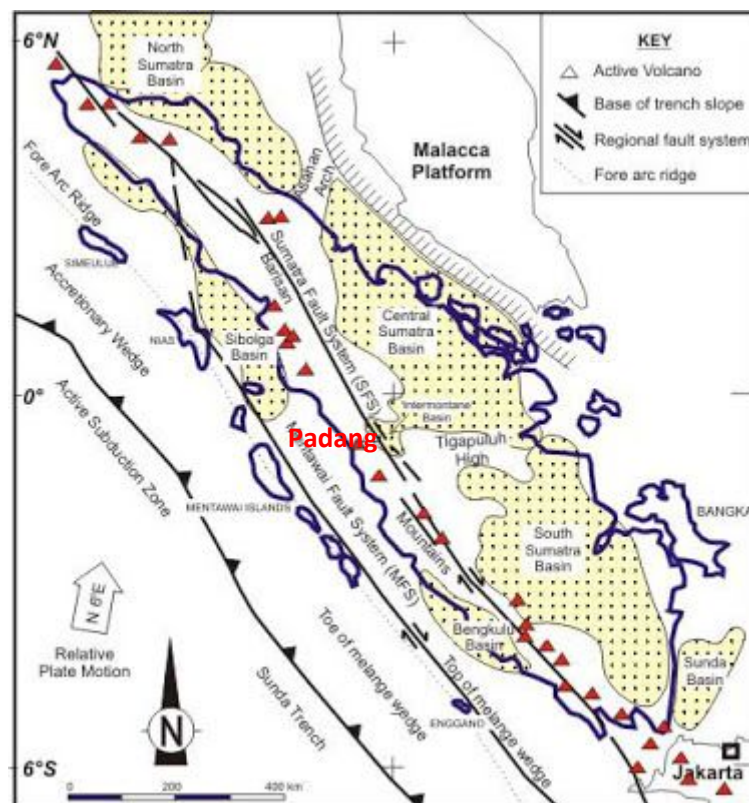 6°N
North
Sumatra
Basin
KEY
Active Volcano
Base of trench slope
Regional fault system
Fore arc ridge
Malacca
Platform
Asahan
Arch
Fore Arc Ridge
SIMEULUE
Accretionary Wedge
Sumatra Fault System (SFS)
Barisan
Central
Sumatra
Basin
NIAS
Sibolga
Basin
0°
Active Subduction Zone
Intermontane
Basin
Padang
Tigapuluh
High
Mentawai Fault System (MFS)
MENTAWAI ISLANDS
Mountains
BANGKA
South
Sumatra
Basin
N 6°E
Relative
Plate Motion
Bengkulu
Basin
Toe of melange wedge
Top of melange wedge
Sunda
Basin
Sunda Trench
ENGGANO
N
6°S
Jakarta
0
200
400 km